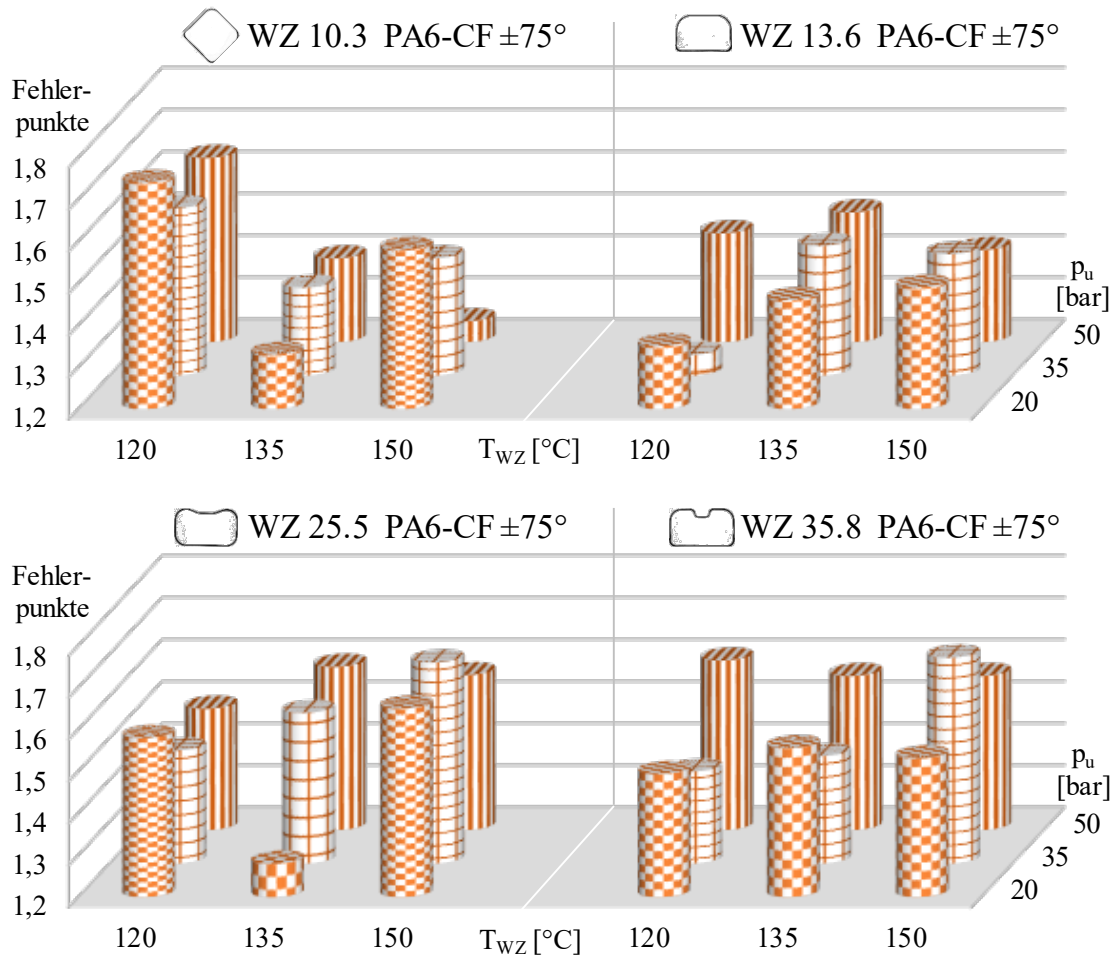 WZ 10.3 PA6-CF ±75°
WZ 13.6 PA6-CF ±75°
Fehler-
punkte
1,8
1,7
1,6
1,5
1,4
1,3
1,2
p_u
[bar]
50
35
20
120 135 150 T_WZ [°C] 120 135 150
WZ 25.5 PA6-CF ±75°
WZ 35.8 PA6-CF ±75°
Fehler-
punkte
1,8
1,7
1,6
1,5
1,4
1,3
1,2
p_u
[bar]
50
35
20
120 135 150 T_WZ [°C] 120 135 150